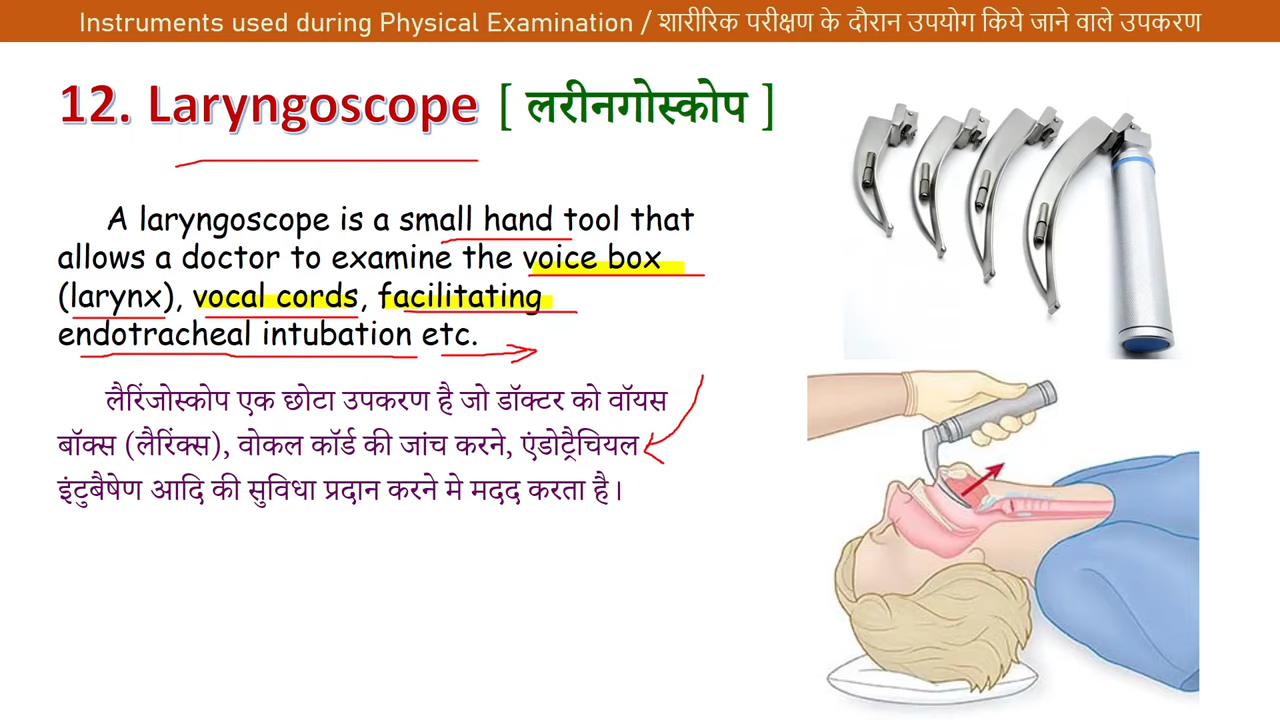 Instruments used during Physical Examination / शारीरिक परीक्षण के दौरान उपयोग किये जाने वाले उपकरण
12. Laryngoscope [ लरीनगोस्कोप ]
A laryngoscope is a small hand tool that
allows a doctor to examine the voice box
(larynx), vocal cords, facilitating
endotracheal intubation etc.
लैरिंजोस्कोप एक छोटा उपकरण है जो डॉक्टर को वॉयस
बॉक्स (लैरिंक्स), वोकल कॉर्ड की जांच करने, एंडोट्रैचियल
इंटुबैषेण आदि की सुविधा प्रदान करने मे मदद करता है।